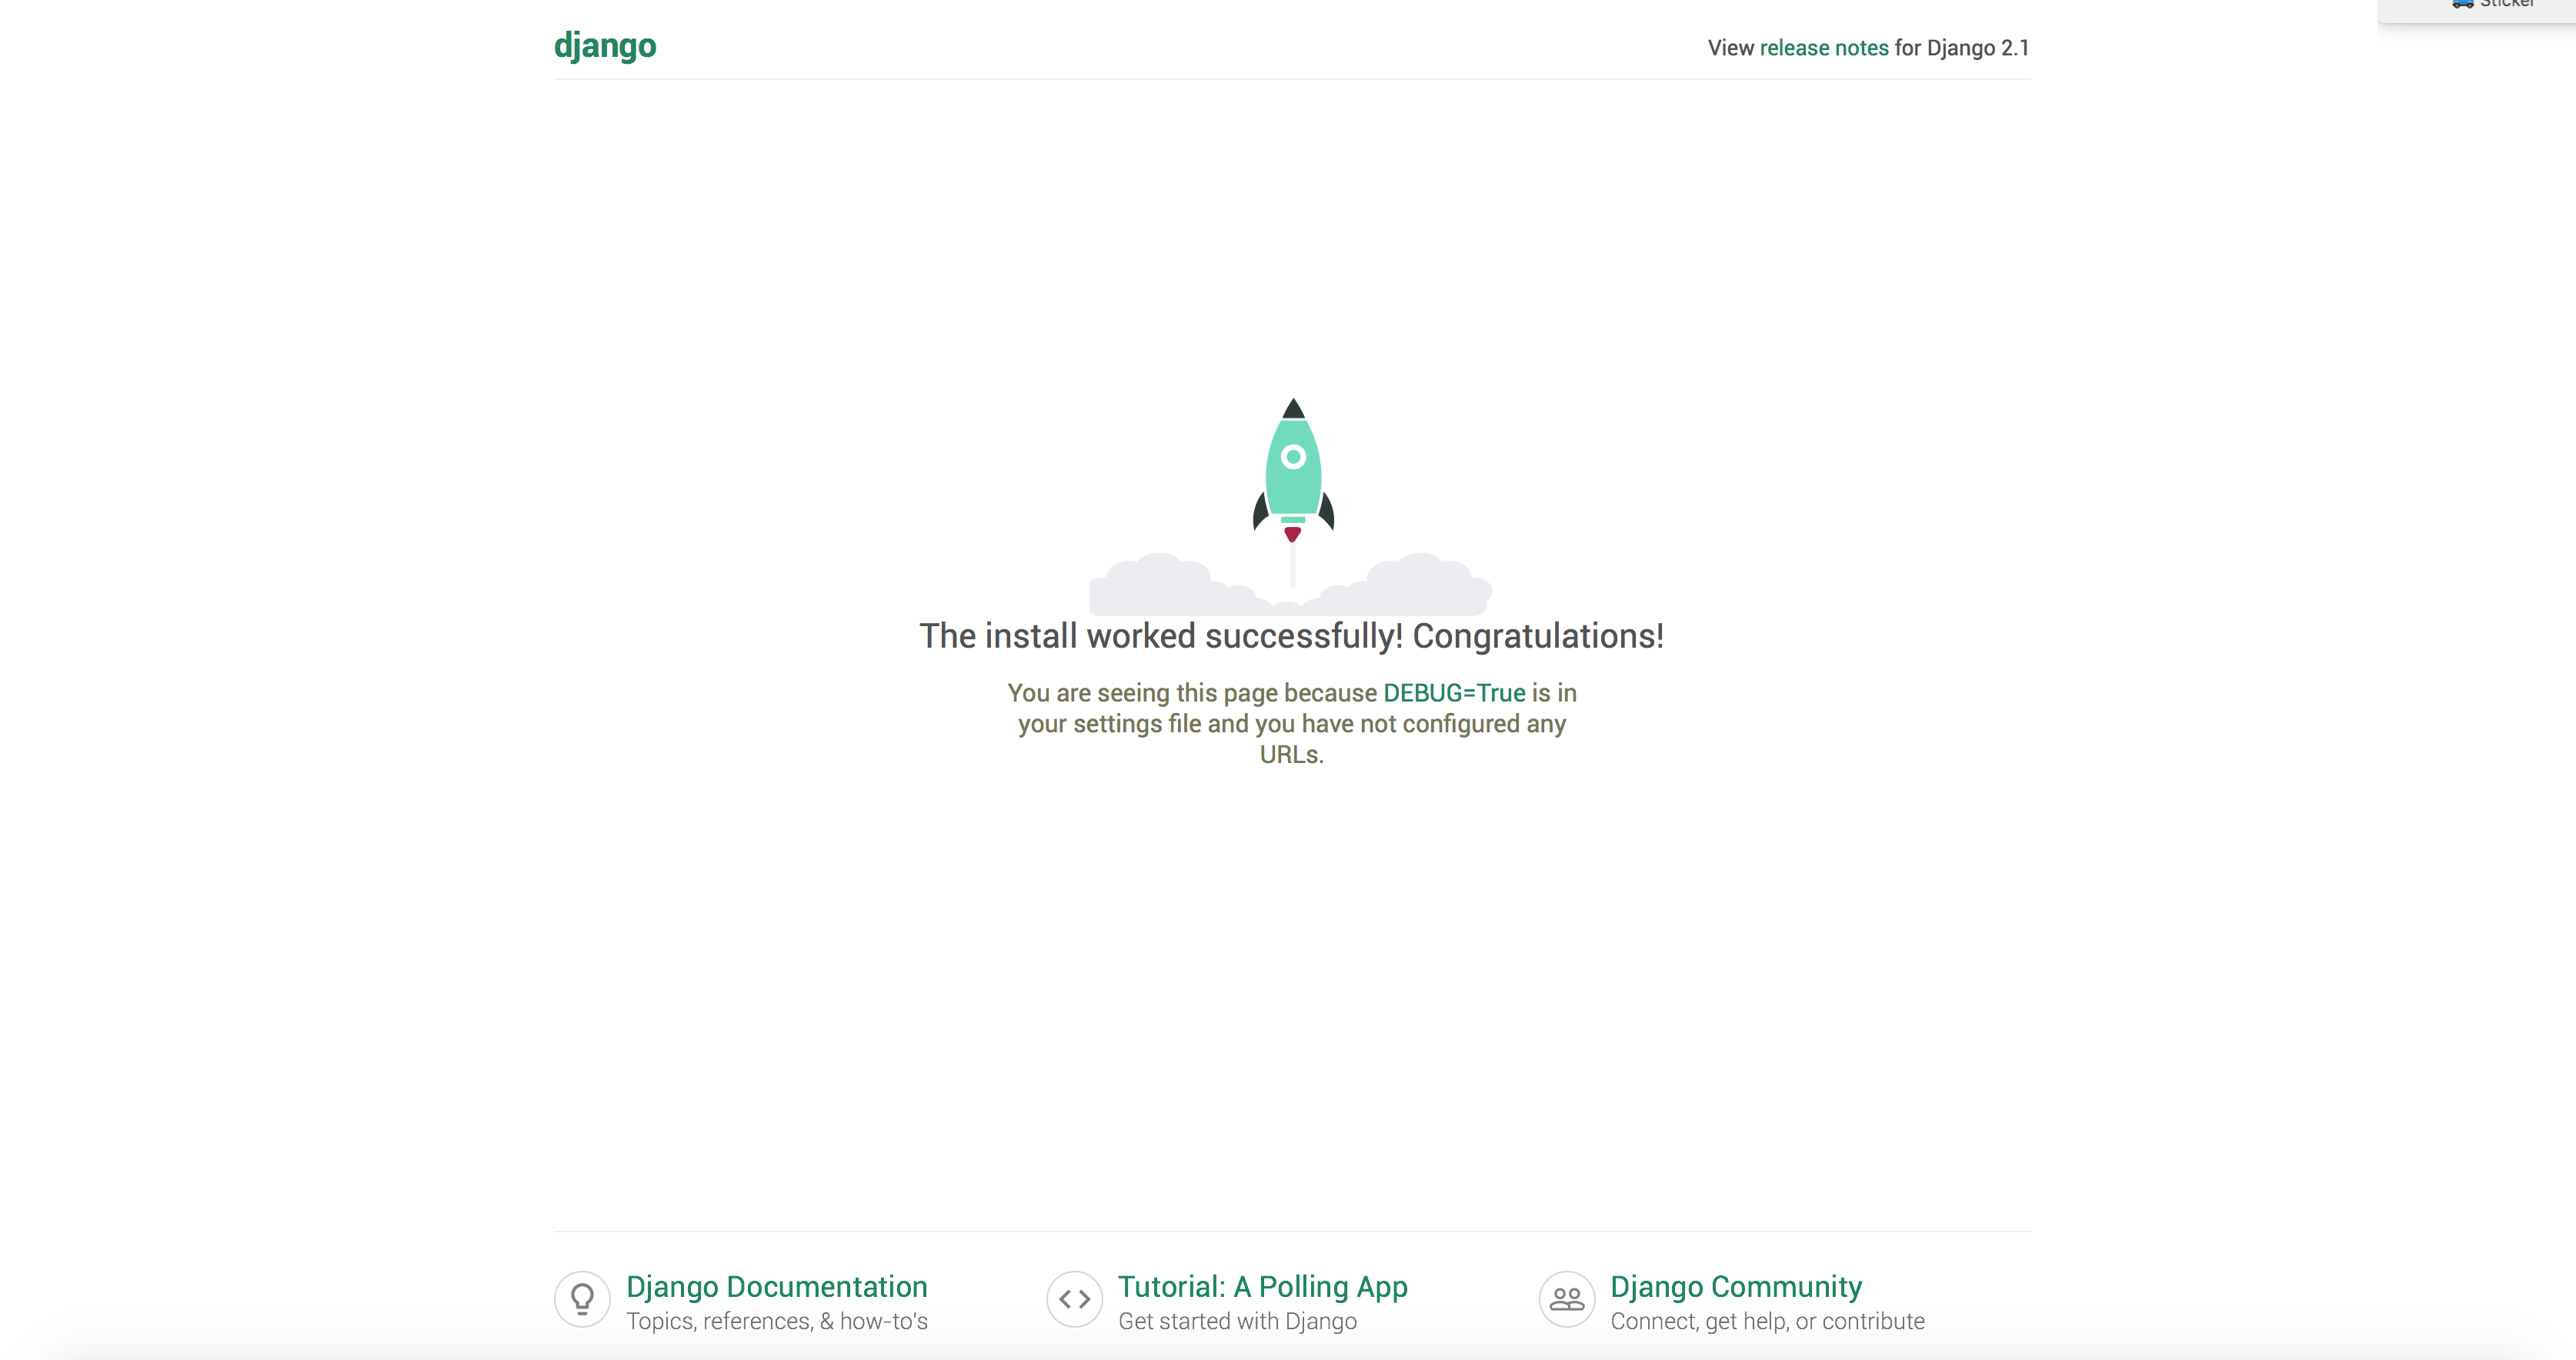 django
View release notes for Django 2.1
Sticker
The install worked successfully! Congratulations!
You are seeing this page because DEBUG=True is in
your settings file and you have not configured any
URLs.
Django Documentation
Topics, references, & how-to's
Tutorial: A Polling App
Get started with Django
Django Community
Connect, get help, or contribute